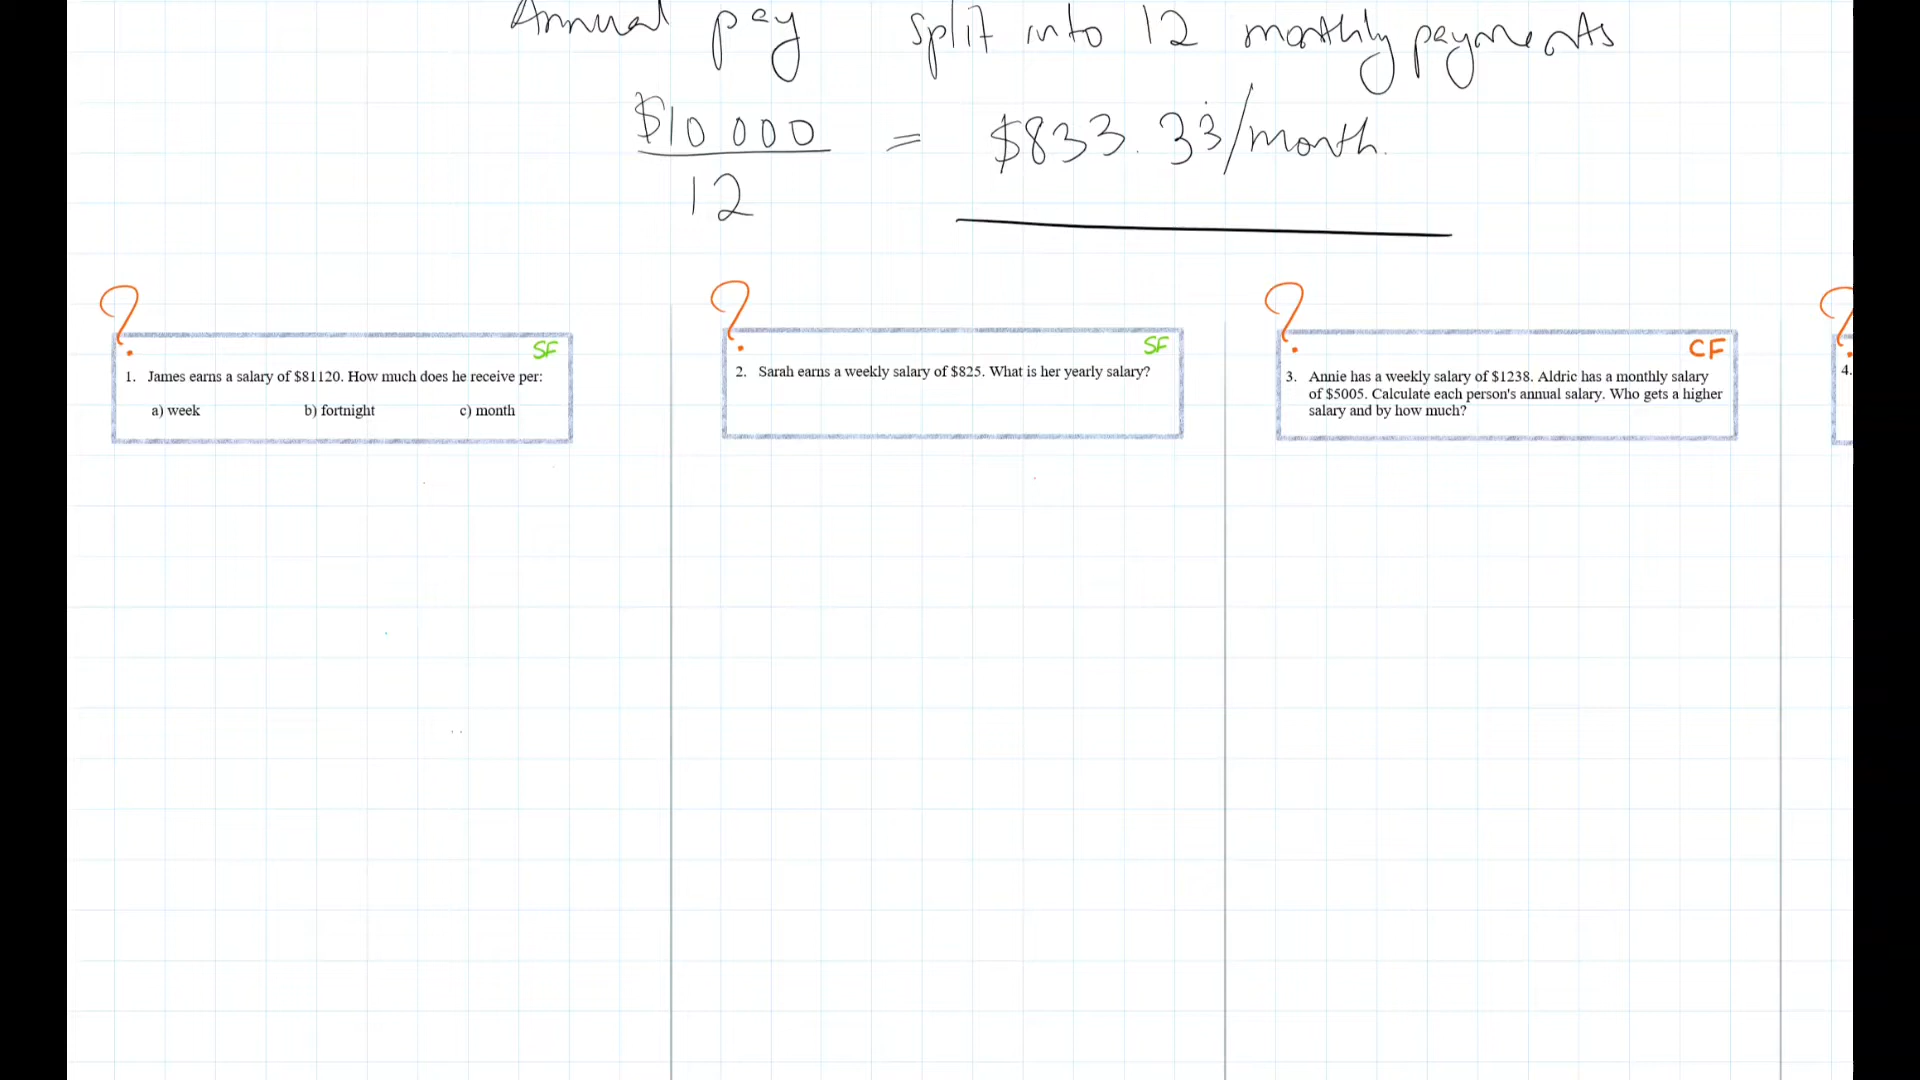 Annual pay split into 12 monthly payments
$10 000
12
= $833.33/month.
?
SF
1. James earns a salary of $81120. How much does he receive per:
a) week b) fortnight c) month
?
SF
2. Sarah earns a weekly salary of $825. What is her yearly salary?
?
CF
3. Annie has a weekly salary of $1238. Aldric has a monthly salary
of $5005. Calculate each person's annual salary. Who gets a higher
salary and by how much?
?
4.